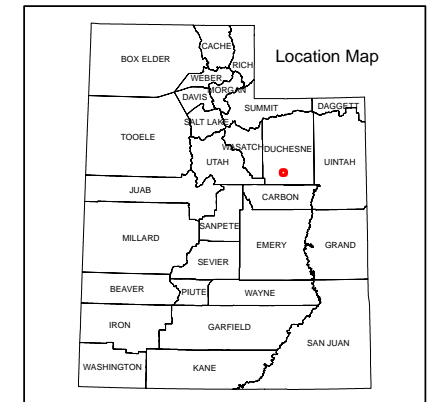 Location Map
BOX ELDER
CACHE
RICH
WEBER
MORGAN
DAVIS
SUMMIT
DAGGETT
SALT LAKE
TOOELE
WASATCH
DUCHESNE
UTAH
UINTAH
JUAB
CARBON
SANPETE
MILLARD
EMERY
GRAND
SEVIER
BEAVER
PIUTE
WAYNE
IRON
GARFIELD
SAN JUAN
WASHINGTON
KANE